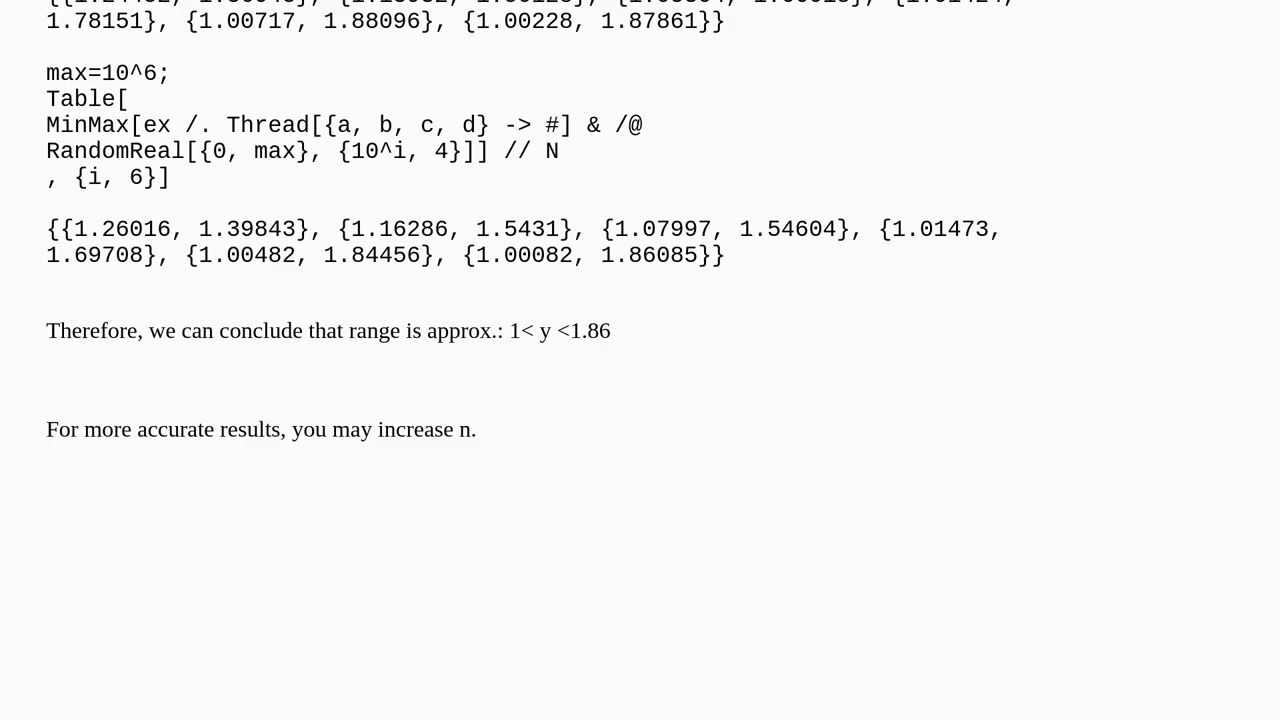 1.78151}, {1.00717, 1.88096}, {1.00228, 1.87861}}
max=10^6;
Table[
MinMax[ex /. Thread[{a, b, c, d} -> #] & /@
RandomReal[{0, max}, {10^i, 4}]] // N
, {i, 6}]
{{1.26016, 1.39843}, {1.16286, 1.5431}, {1.07997, 1.54604}, {1.01473,
1.69708}, {1.00482, 1.84456}, {1.00082, 1.86085}}
Therefore, we can conclude that range is approx.: 1< y <1.86
For more accurate results, you may increase n.